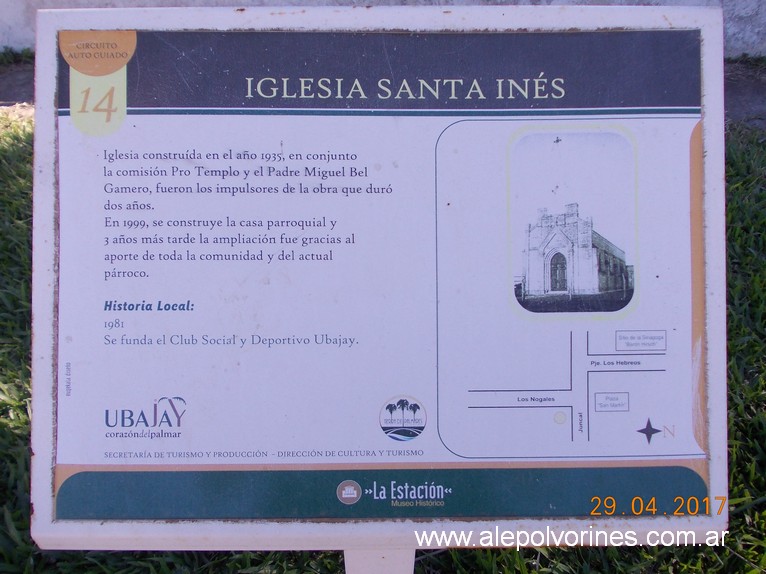 CIRCUITO
AUTO GUIADO
14
IGLESIA SANTA INÉS
Iglesia construída en el año 1935, en conjunto
la comisión Pro Templo y el Padre Miguel Bel
Gamero, fueron los impulsores de la obra que duró
dos años.
En 1999, se construye la casa parroquial y
3 años más tarde la ampliación fue gracias al
aporte de toda la comunidad y del actual
párroco.
Historia Local:
1981
Se funda el Club Social y Deportivo Ubajay.
UBAJAY
corazóndelpalmar
SECRETARÍA DE TURISMO Y PRODUCCIÓN - DIRECCIÓN DE CULTURA Y TURISMO
Sitio de la Sinagoga
Pje. Los Hebreos
Los Nogales
Plaza
"San Martín"
Juncal
N
»La Estación«
Museo Histórico
29.04.2017
www.alepolvorines.com.ar